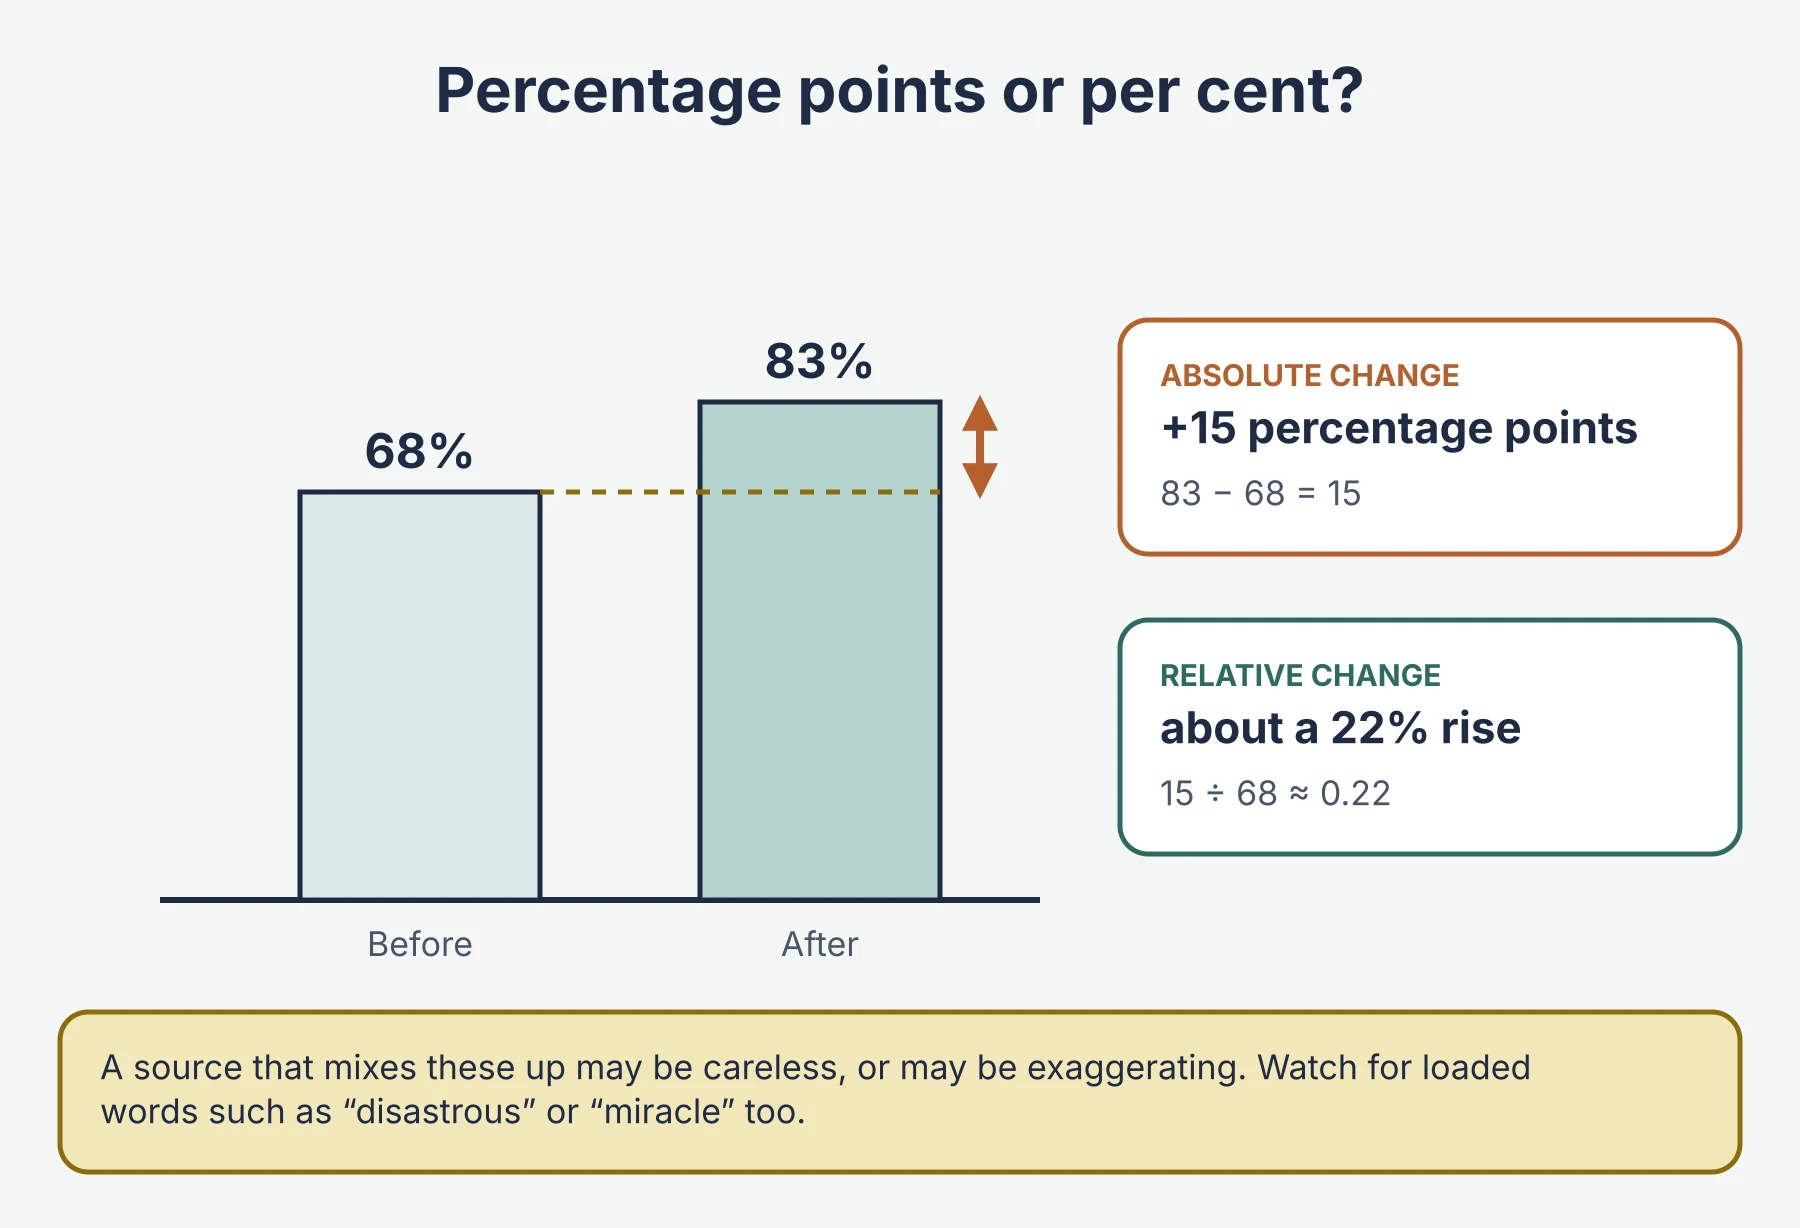 Percentage points or per cent?
68%
83%
Before
After
ABSOLUTE CHANGE
+15 percentage points
83 − 68 = 15
RELATIVE CHANGE
about a 22% rise
15 ÷ 68 ≈ 0.22
A source that mixes these up may be careless, or may be exaggerating. Watch for loaded
words such as “disastrous” or “miracle” too.